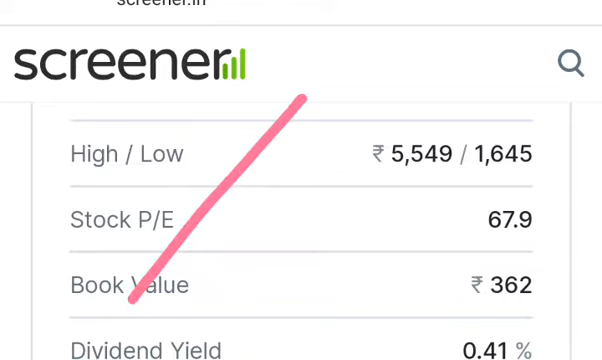 screener.in
screener
High / Low ₹ 5,549 / 1,645
Stock P/E 67.9
Book Value ₹ 362
Dividend Yield 0.41 %